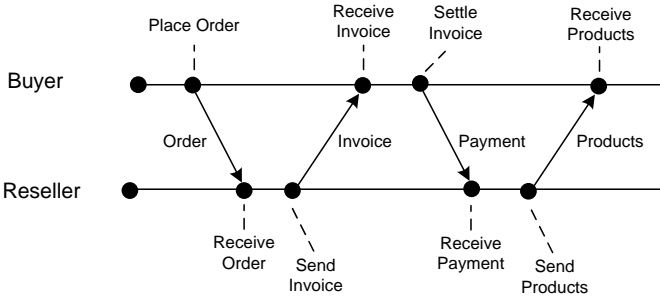 Place Order
Receive
Invoice
Settle
Invoice
Receive
Products
Buyer
Order
Invoice
Payment
Products
Reseller
Receive
Order
Send
Invoice
Receive
Payment
Send
Products